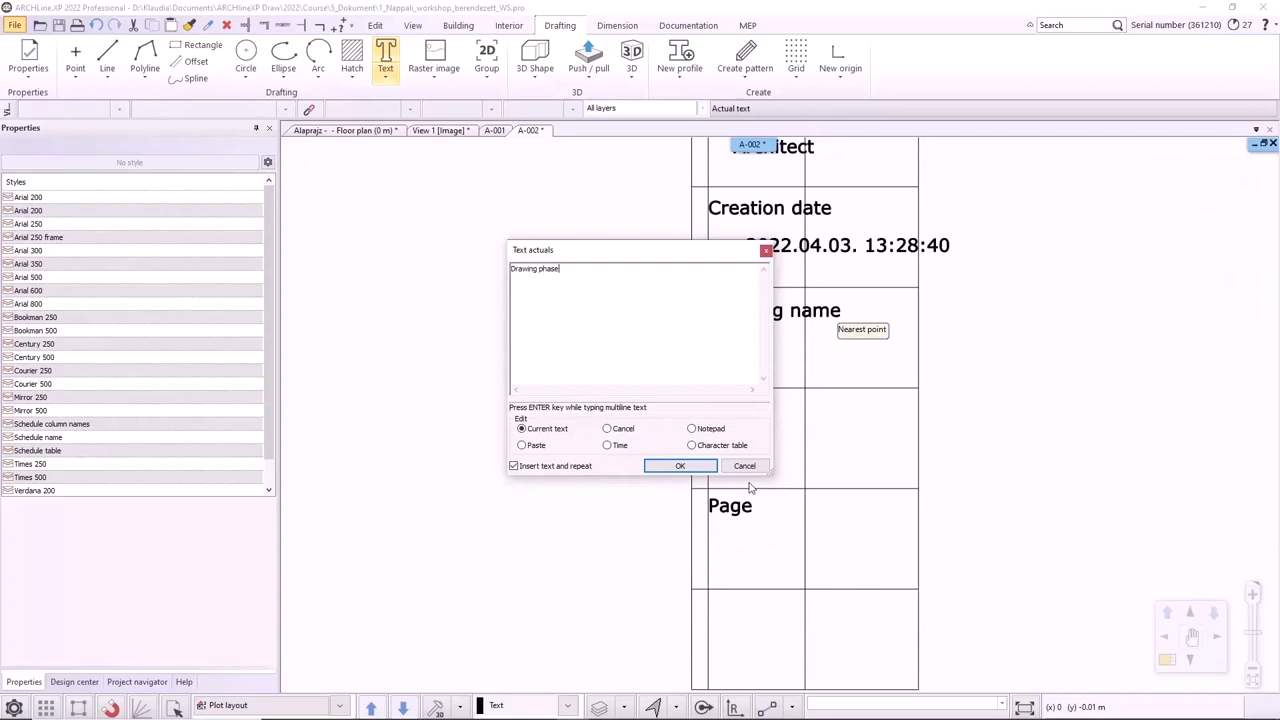 ARCHLine.XP 2022 Professional - D:\Klaudia\Documents\ARCHlineXP Draw\2022\Course\5_Dokument\1_Nappali_workshop_berendezett_WS.pro
File Edit View Building Interior Drafting Dimension Documentation MEP Search Serial number (361210) 27
Properties Point Line Polyline Rectangle Offset Spline Circle Ellipse Arc Hatch Text Raster image Group 3D Shape Push / pull 3D New profile Create pattern Grid New origin
Properties Drafting 3D Create
All layers Actual text
Properties
Alaprajz - - Floor plan (0 m) * View 1 [Image] * A-001 A-002 *
A-002 *
No style
Styles
Arial 200
Arial 200
Arial 250
Arial 250 frame
Arial 300
Arial 350
Arial 500
Arial 600
Arial 800
Bookman 250
Bookman 500
Century 250
Century 500
Courier 250
Courier 500
Mirror 250
Mirror 500
Schedule column names
Schedule name
Schedule table
Times 250
Times 500
Verdana 200
Creation date
2022.04.03. 13:28:40
g name
Nearest point
Page
Text actuals
Drawing phase
Press ENTER key while typing multiline text
Edit
Current text Cancel Notepad
Paste Time Character table
Insert text and repeat OK Cancel
Properties Design center Project navigator Help
Plot layout Text (x) 0 (y) -0.01 m